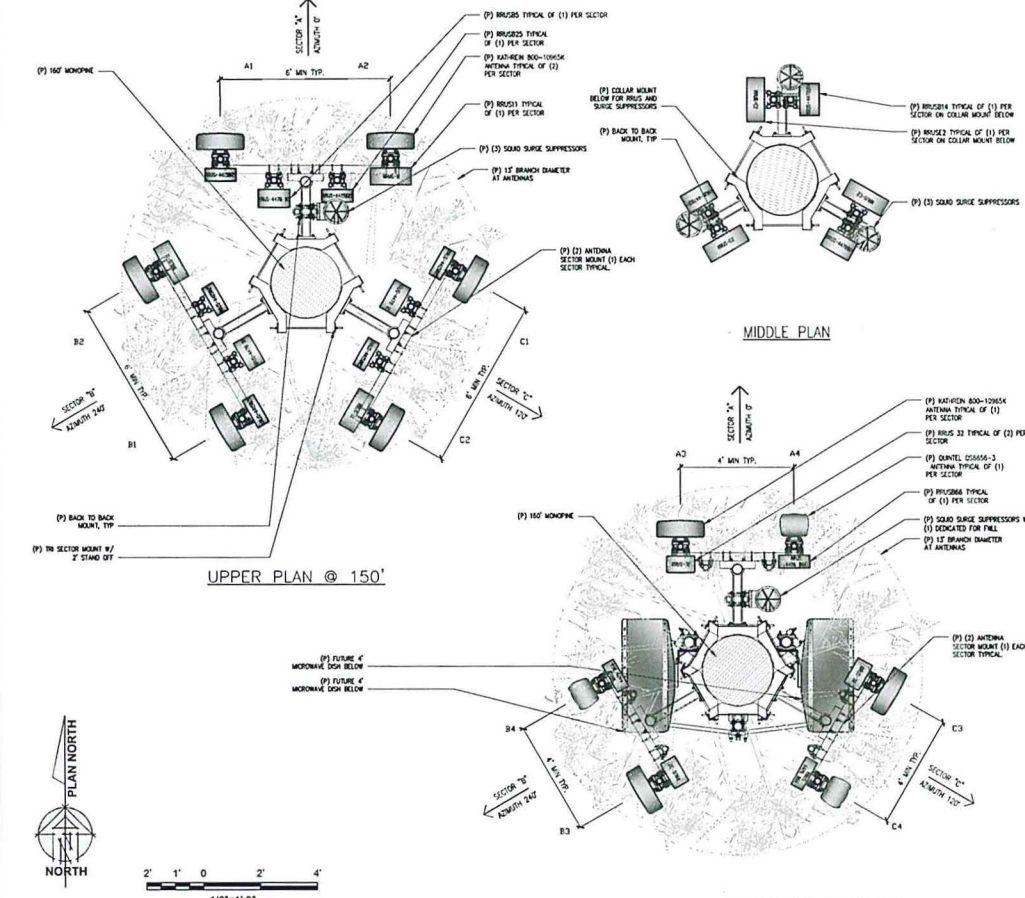 SECTOR "A"
AZIMUTH 0°
A1
A2
6' MIN TYP.
(P) 160' MONOPINE
(P) RRUSB5 TYPICAL OF (1) PER SECTOR
(P) RRUSB25 TYPICAL
OF (1) PER SECTOR
(P) KATHREIN 800-10965K
ANTENNA TYPICAL OF (2)
PER SECTOR
(P) RRUS11 TYPICAL
OF (1) PER SECTOR
(P) (3) SQUID SURGE SUPPRESSORS
(P) 13' BRANCH DIAMETER
AT ANTENNAS
(P) (2) ANTENNA
SECTOR MOUNT (1) EACH
SECTOR TYPICAL.
B2
6' MIN TYP.
SECTOR "B"
AZIMUTH 240°
B1
C1
6' MIN TYP.
SECTOR "C"
AZIMUTH 120°
C2
(P) BACK TO BACK
MOUNT, TYP
(P) TRI SECTOR MOUNT W/
2' STAND OFF
UPPER PLAN @ 150'
(P) COLLAR MOUNT
BELOW FOR RRUS AND
SURGE SUPPRESSORS
(P) BACK TO BACK
MOUNT, TYP
(P) RRUSB14 TYPICAL OF (1) PER
SECTOR ON COLLAR MOUNT BELOW
(P) RRUSE2 TYPICAL OF (1) PER
SECTOR ON COLLAR MOUNT BELOW
(P) (3) SQUID SURGE SUPPRESSORS
MIDDLE PLAN
SECTOR "A"
AZIMUTH 0°
A3
A4
4' MIN TYP.
(P) 160' MONOPINE
(P) KATHREIN 800-10965K
ANTENNA TYPICAL OF (1)
PER SECTOR
(P) RRUS 32 TYPICAL OF (2) PER
SECTOR
(P) QUINTEL QS6656-3
ANTENNA TYPICAL OF (1)
PER SECTOR
(P) RRUSB66 TYPICAL
OF (1) PER SECTOR
(P) SQUID SURGE SUPPRESSORS
(1) DEDICATED FOR FWLL
(P) 13' BRANCH DIAMETER
AT ANTENNAS
(P) (2) ANTENNA
SECTOR MOUNT (1) EACH
SECTOR TYPICAL.
(P) FUTURE 4'
MICROWAVE DISH BELOW
(P) FUTURE 4'
MICROWAVE DISH BELOW
B4
4' MIN TYP.
SECTOR "B"
AZIMUTH 240°
B3
C3
4' MIN TYP.
SECTOR "C"
AZIMUTH 120°
C4
PLAN NORTH
N
NORTH
2' 1' 0 2' 4'